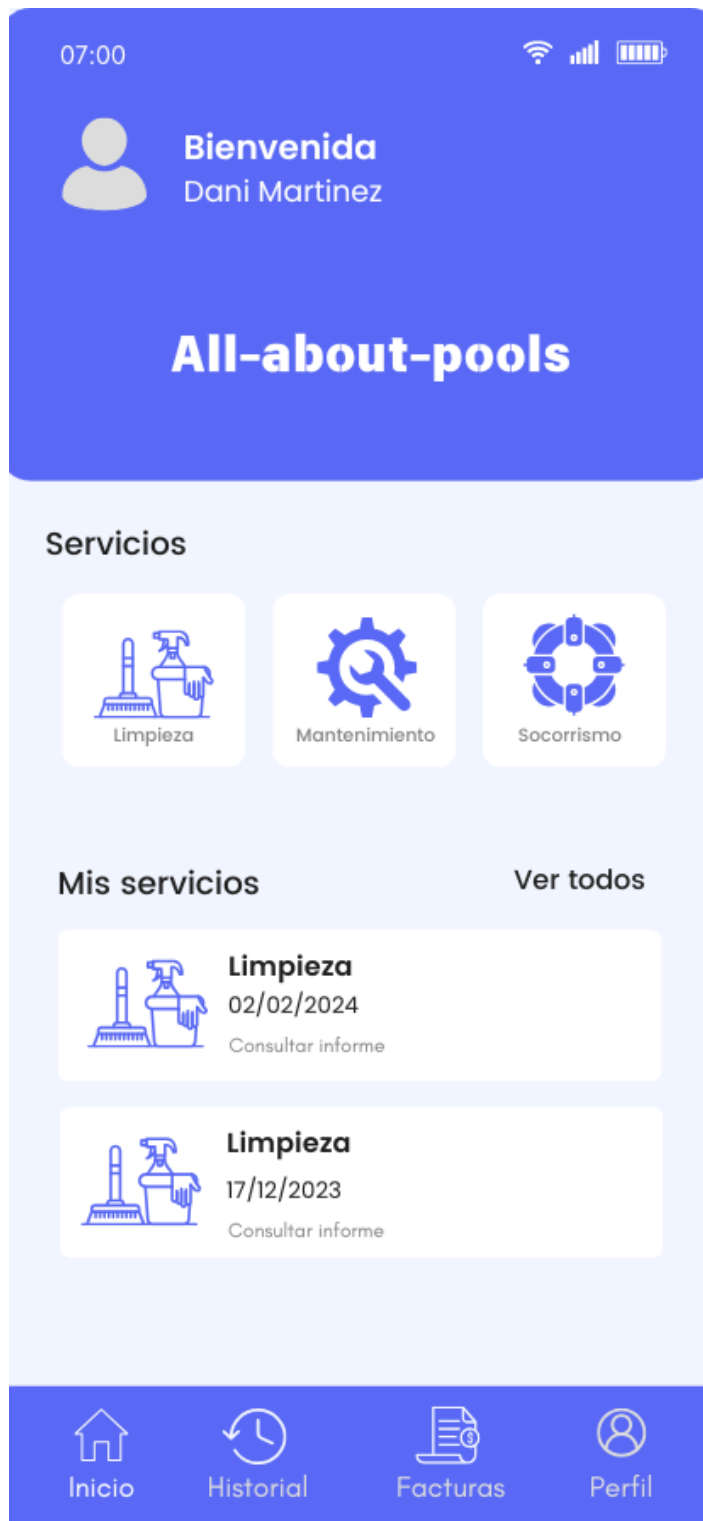 07:00
Bienvenida
Dani Martinez
All-about-pools
Servicios
Limpieza
Mantenimiento
Socorrismo
Mis servicios
Ver todos
Limpieza
02/02/2024
Consultar informe
Limpieza
17/12/2023
Consultar informe
Inicio
Historial
Facturas
Perfil